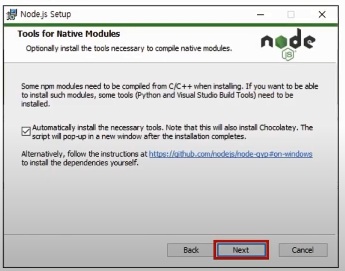 Node.js Setup
Tools for Native Modules
Optionally install the tools necessary to compile native modules.
node
JS
Some npm modules need to be compiled from C/C++ when installing. If you want to be able
to install such modules, some tools (Python and Visual Studio Build Tools) need to be
installed.
Automatically install the necessary tools. Note that this will also install Chocolatey. The
script will pop-up in a new window after the installation completes.
Alternatively, follow the instructions at https://github.com/nodejs/node-gyp#on-windows
to install the dependencies yourself.
Back Next Cancel